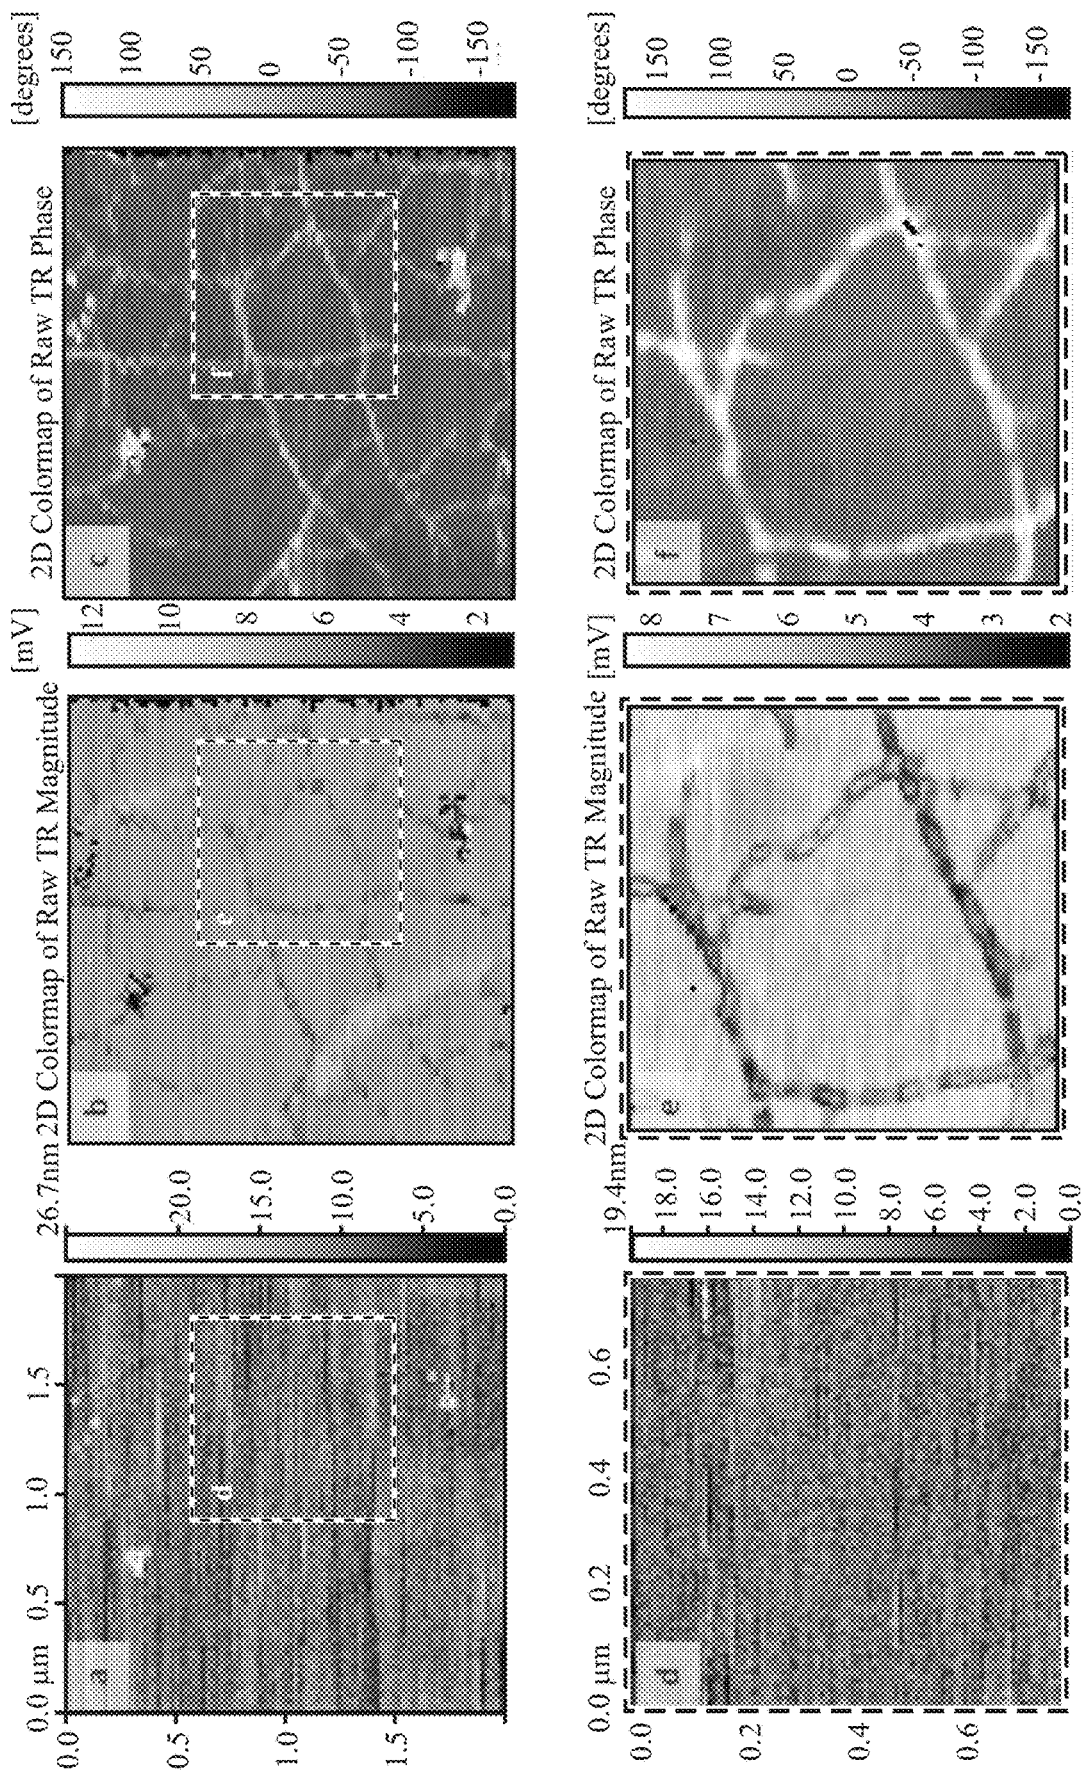 0.0 µm 0.5 1.0 1.5
0.0
0.5
1.0
1.5
a
d
26.7nm
20.0
15.0
10.0
5.0
0.0
2D Colormap of Raw TR Magnitude
b
e
[mV]
12
10
8
6
4
2
2D Colormap of Raw TR Phase
c
f
[degrees]
150
100
50
0
-50
-100
-150
0.0 µm 0.2 0.4 0.6
0.0
0.2
0.4
0.6
d
19.4nm
18.0
16.0
14.0
12.0
10.0
8.0
6.0
4.0
2.0
0.0
2D Colormap of Raw TR Magnitude
e
[mV]
8
7
6
5
4
3
2
2D Colormap of Raw TR Phase
f
[degrees]
150
100
50
0
-50
-100
-150